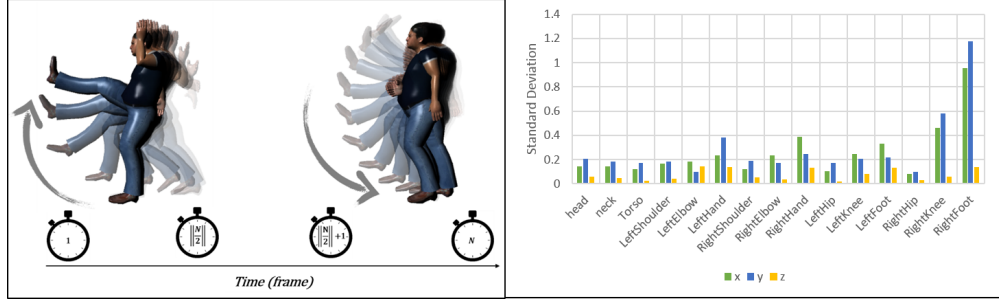 1
‖N/2‖
‖N/2‖+1
N
Time (frame)
Standard Deviation
1.4
1.2
1
0.8
0.6
0.4
0.2
0
head
neck
Torso
LeftShoulder
LeftElbow
LeftHand
RightShoulder
RightElbow
RightHand
LeftHip
LeftKnee
LeftFoot
RightHip
RightKnee
RightFoot
x y z